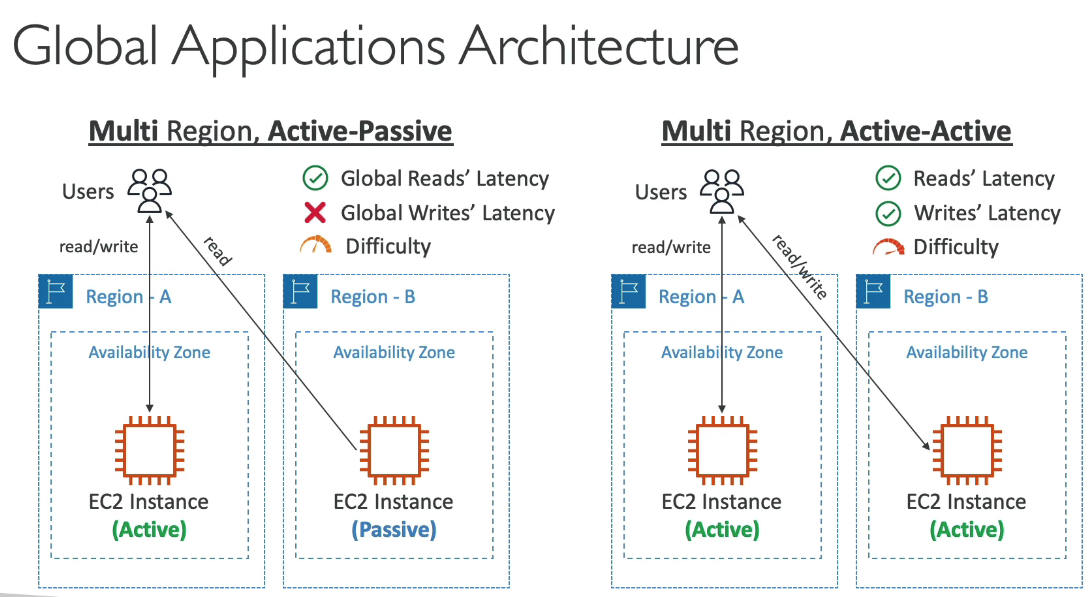 Global Applications Architecture
Multi Region, Active-Passive
Users
Global Reads’ Latency
Global Writes’ Latency
Difficulty
read/write
read
Region - A
Availability Zone
EC2 Instance
(Active)
Region - B
Availability Zone
EC2 Instance
(Passive)
Multi Region, Active-Active
Users
Reads’ Latency
Writes’ Latency
Difficulty
read/write
read/write
Region - A
Availability Zone
EC2 Instance
(Active)
Region - B
Availability Zone
EC2 Instance
(Active)